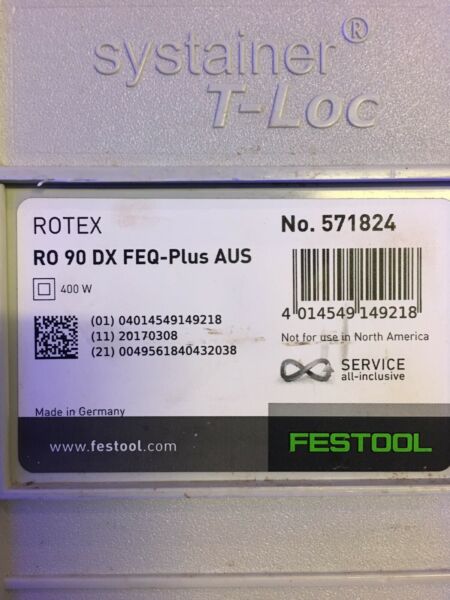 systainer®
T-Loc
ROTEX
No. 571824
RO 90 DX FEQ-Plus AUS
400 W
(01) 04014549149218
(11) 20170308
(21) 0049561840432038
4 014549 149218
Not for use in North America
SERVICE
all-inclusive
Made in Germany
www.festool.com
FESTOOL